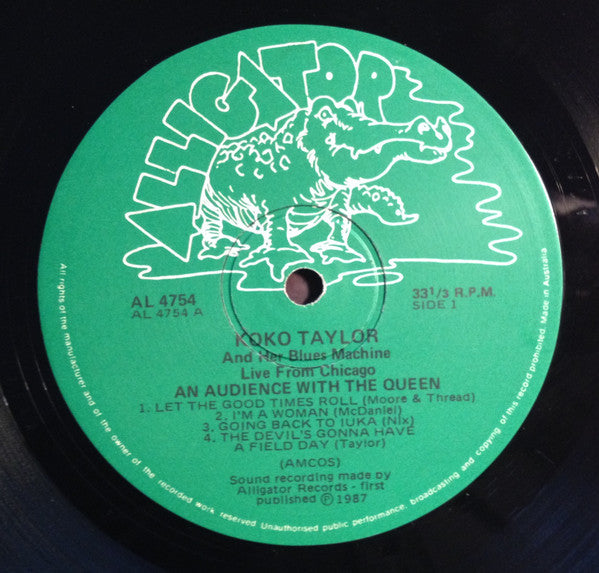 ALLIGATOR
AL 4754
AL 4754 A
33 1/3 R.P.M.
SIDE 1
KOKO TAYLOR
And Her Blues Machine
Live From Chicago
AN AUDIENCE WITH THE QUEEN
1. LET THE GOOD TIMES ROLL (Moore & Thread)
2. I'M A WOMAN (McDaniel)
3. GOING BACK TO IUKA (Nix)
4. THE DEVIL'S GONNA HAVE
A FIELD DAY (Taylor)
(AMCOS)
Sound recording made by
Alligator Records - first
published ℗ 1987
All rights of the manufacturer and of the owner of the recorded work reserved Unauthorised public performance, broadcasting and copying of this record prohibited. Made in Australia